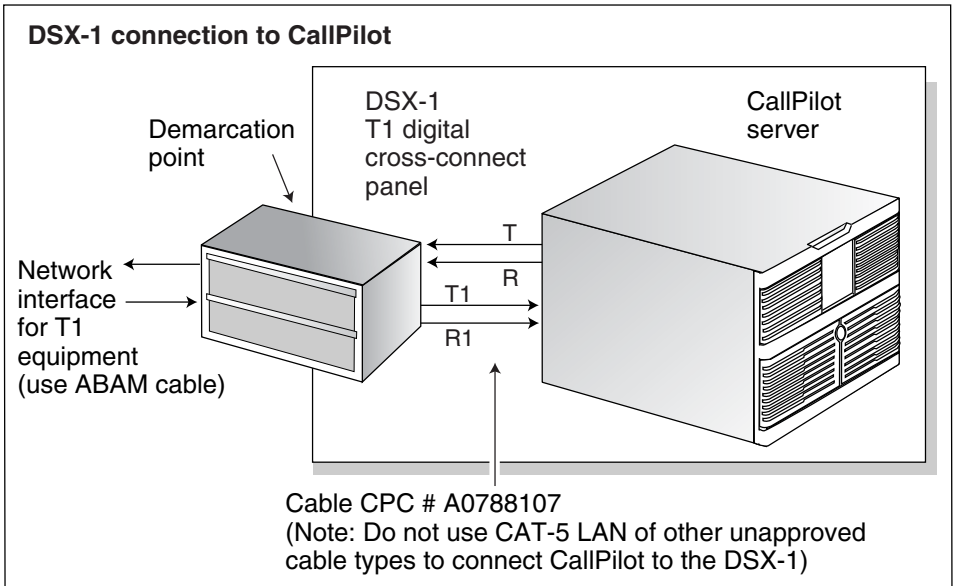 DSX-1 connection to CallPilot
DSX-1
T1 digital
cross-connect
panel
CallPilot
server
Demarcation
point
T
R
T1
R1
Network
interface
for T1
equipment
(use ABAM cable)
Cable CPC # A0788107
(Note: Do not use CAT-5 LAN of other unapproved
cable types to connect CallPilot to the DSX-1)